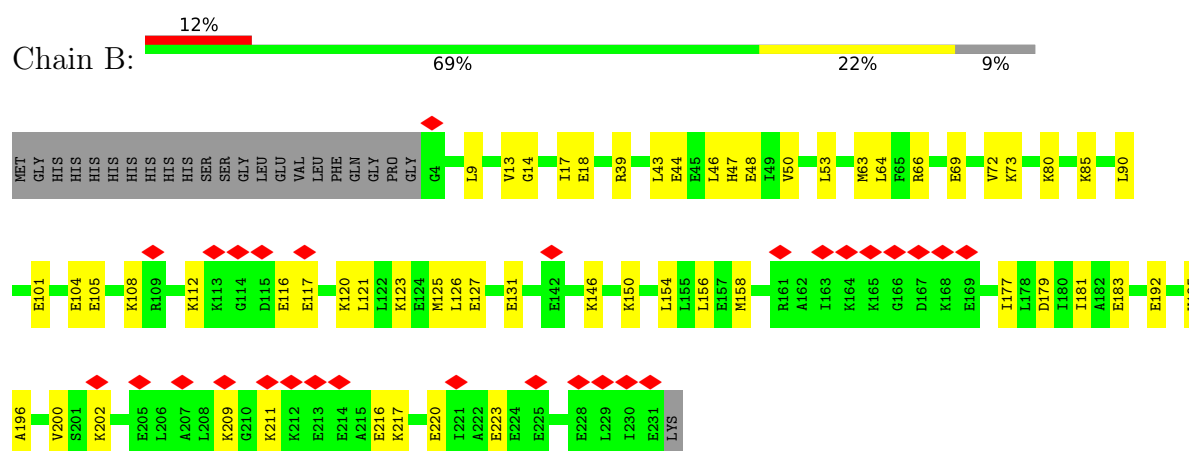 12%
Chain B:
69% 22% 9%
MET GLY HIS HIS HIS HIS HIS HIS HIS HIS SER SER GLY LEU GLU VAL LEU PHE GLN GLY PRO GLY G4 L9 V13 G14 I17 E18 R39 L43 E44 E45 L46 H47 E48 I49 V50 L53 M63 L64 F65 R66 E69 V72 K73 K80 K85 L90
E101 E104 E105 K108 R109 K112 K113 G114 D115 E116 E117 K120 L121 L122 K123 E124 M125 L126 E127 E131 E142 K146 K150 L154 L155 L156 E157 M158 R161 A162 I163 K164 K165 G166 D167 K168 E169 I177 L178 D179 I180 I181 A182 E183 E192
A196 V200 S201 K202 E205 L206 A207 L208 K209 G210 K211 K212 E213 E214 A215 E216 K217 E220 I221 A222 E223 E224 E225 E228 L229 I230 E231 LYS